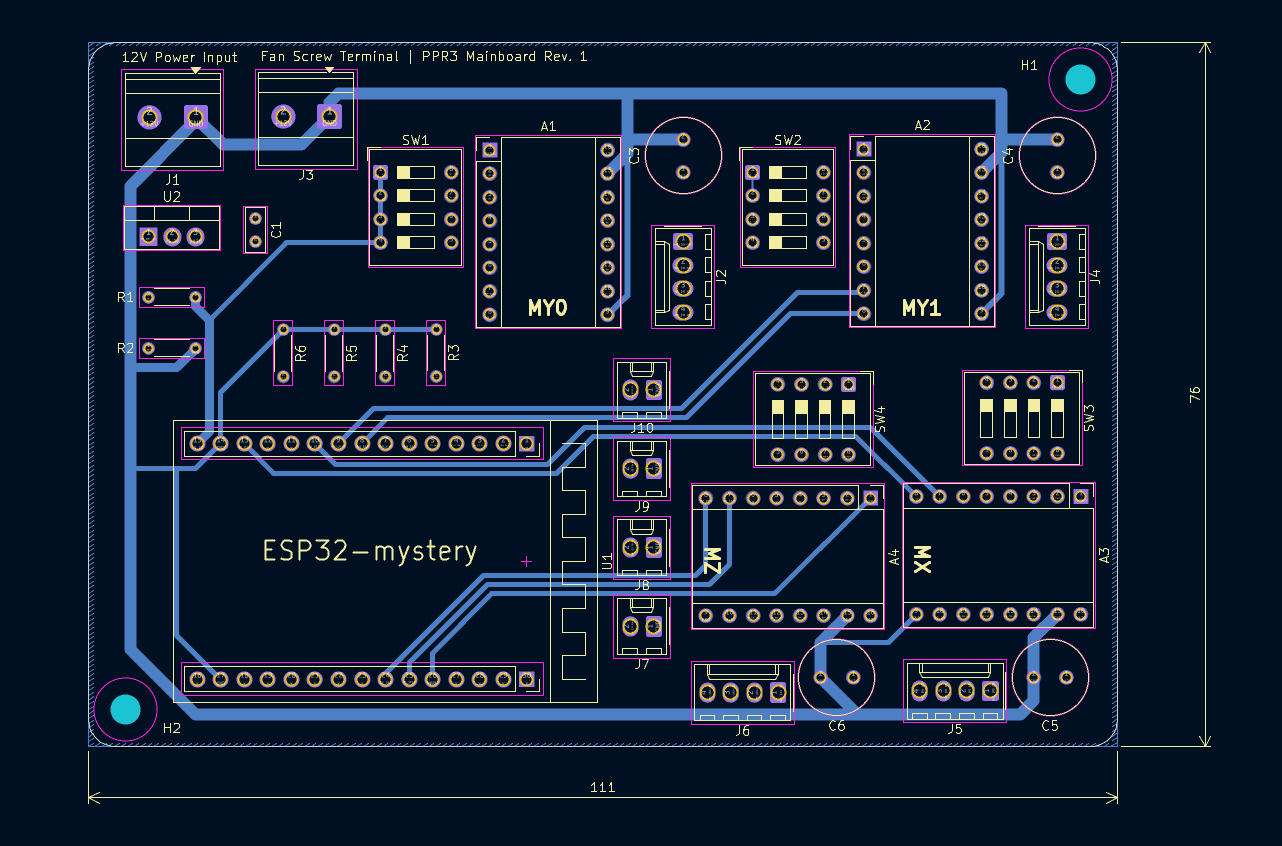 12V Power Input
Fan Screw Terminal | PPR3 Mainboard Rev. 1
H1
J1
J3
U2
SW1
A1
C3
SW2
A2
C4
C1
J2
J4
MY0
MY1
R1
R2
R6
R5
R4
R3
J10
SW4
SW3
J9
ESP32-mystery
U1
J8
MZ
A4
MX
A3
J7
H2
J6
C6
J5
C5
76
111